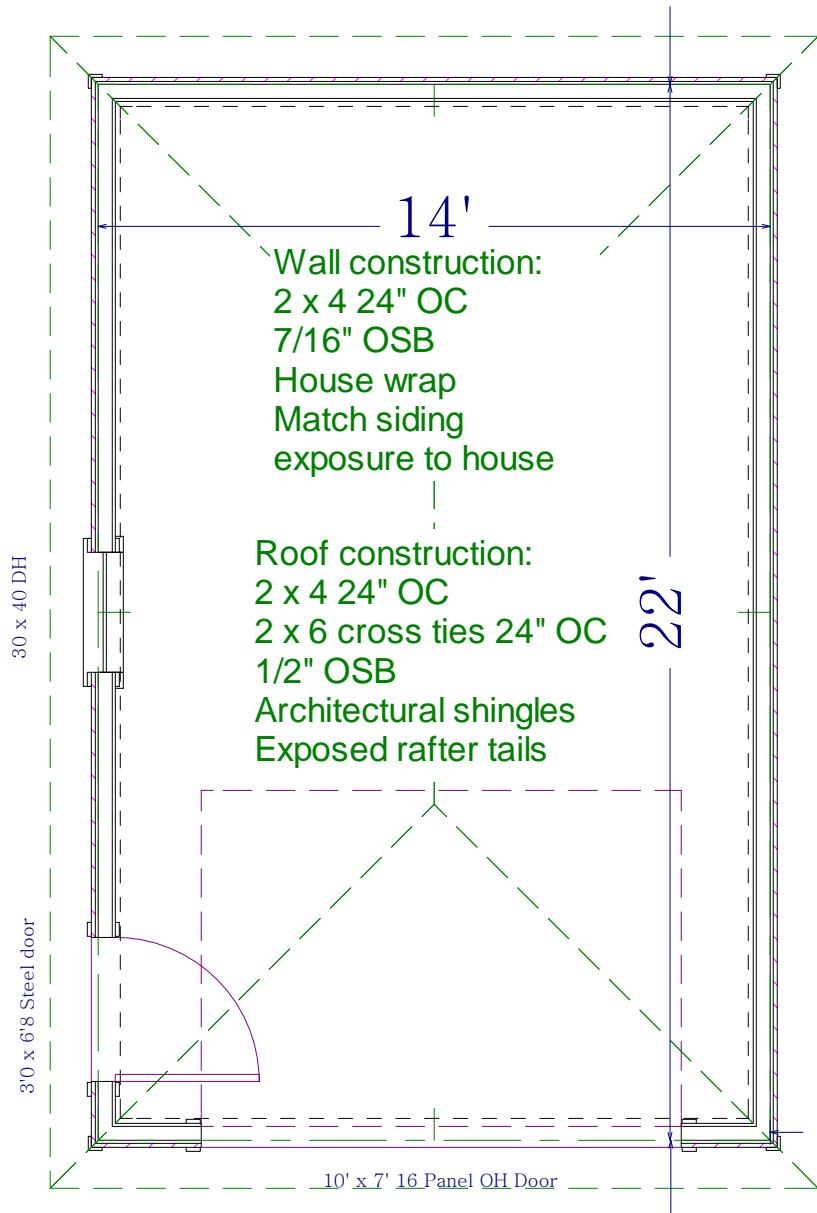 14'
Wall construction:
2 x 4 24" OC
7/16" OSB
House wrap
Match siding
exposure to house
Roof construction:
2 x 4 24" OC
2 x 6 cross ties 24" OC
1/2" OSB
Architectural shingles
Exposed rafter tails
22'
30 x 40 DH
3'0 x 6'8 Steel door
10' x 7' 16 Panel OH Door